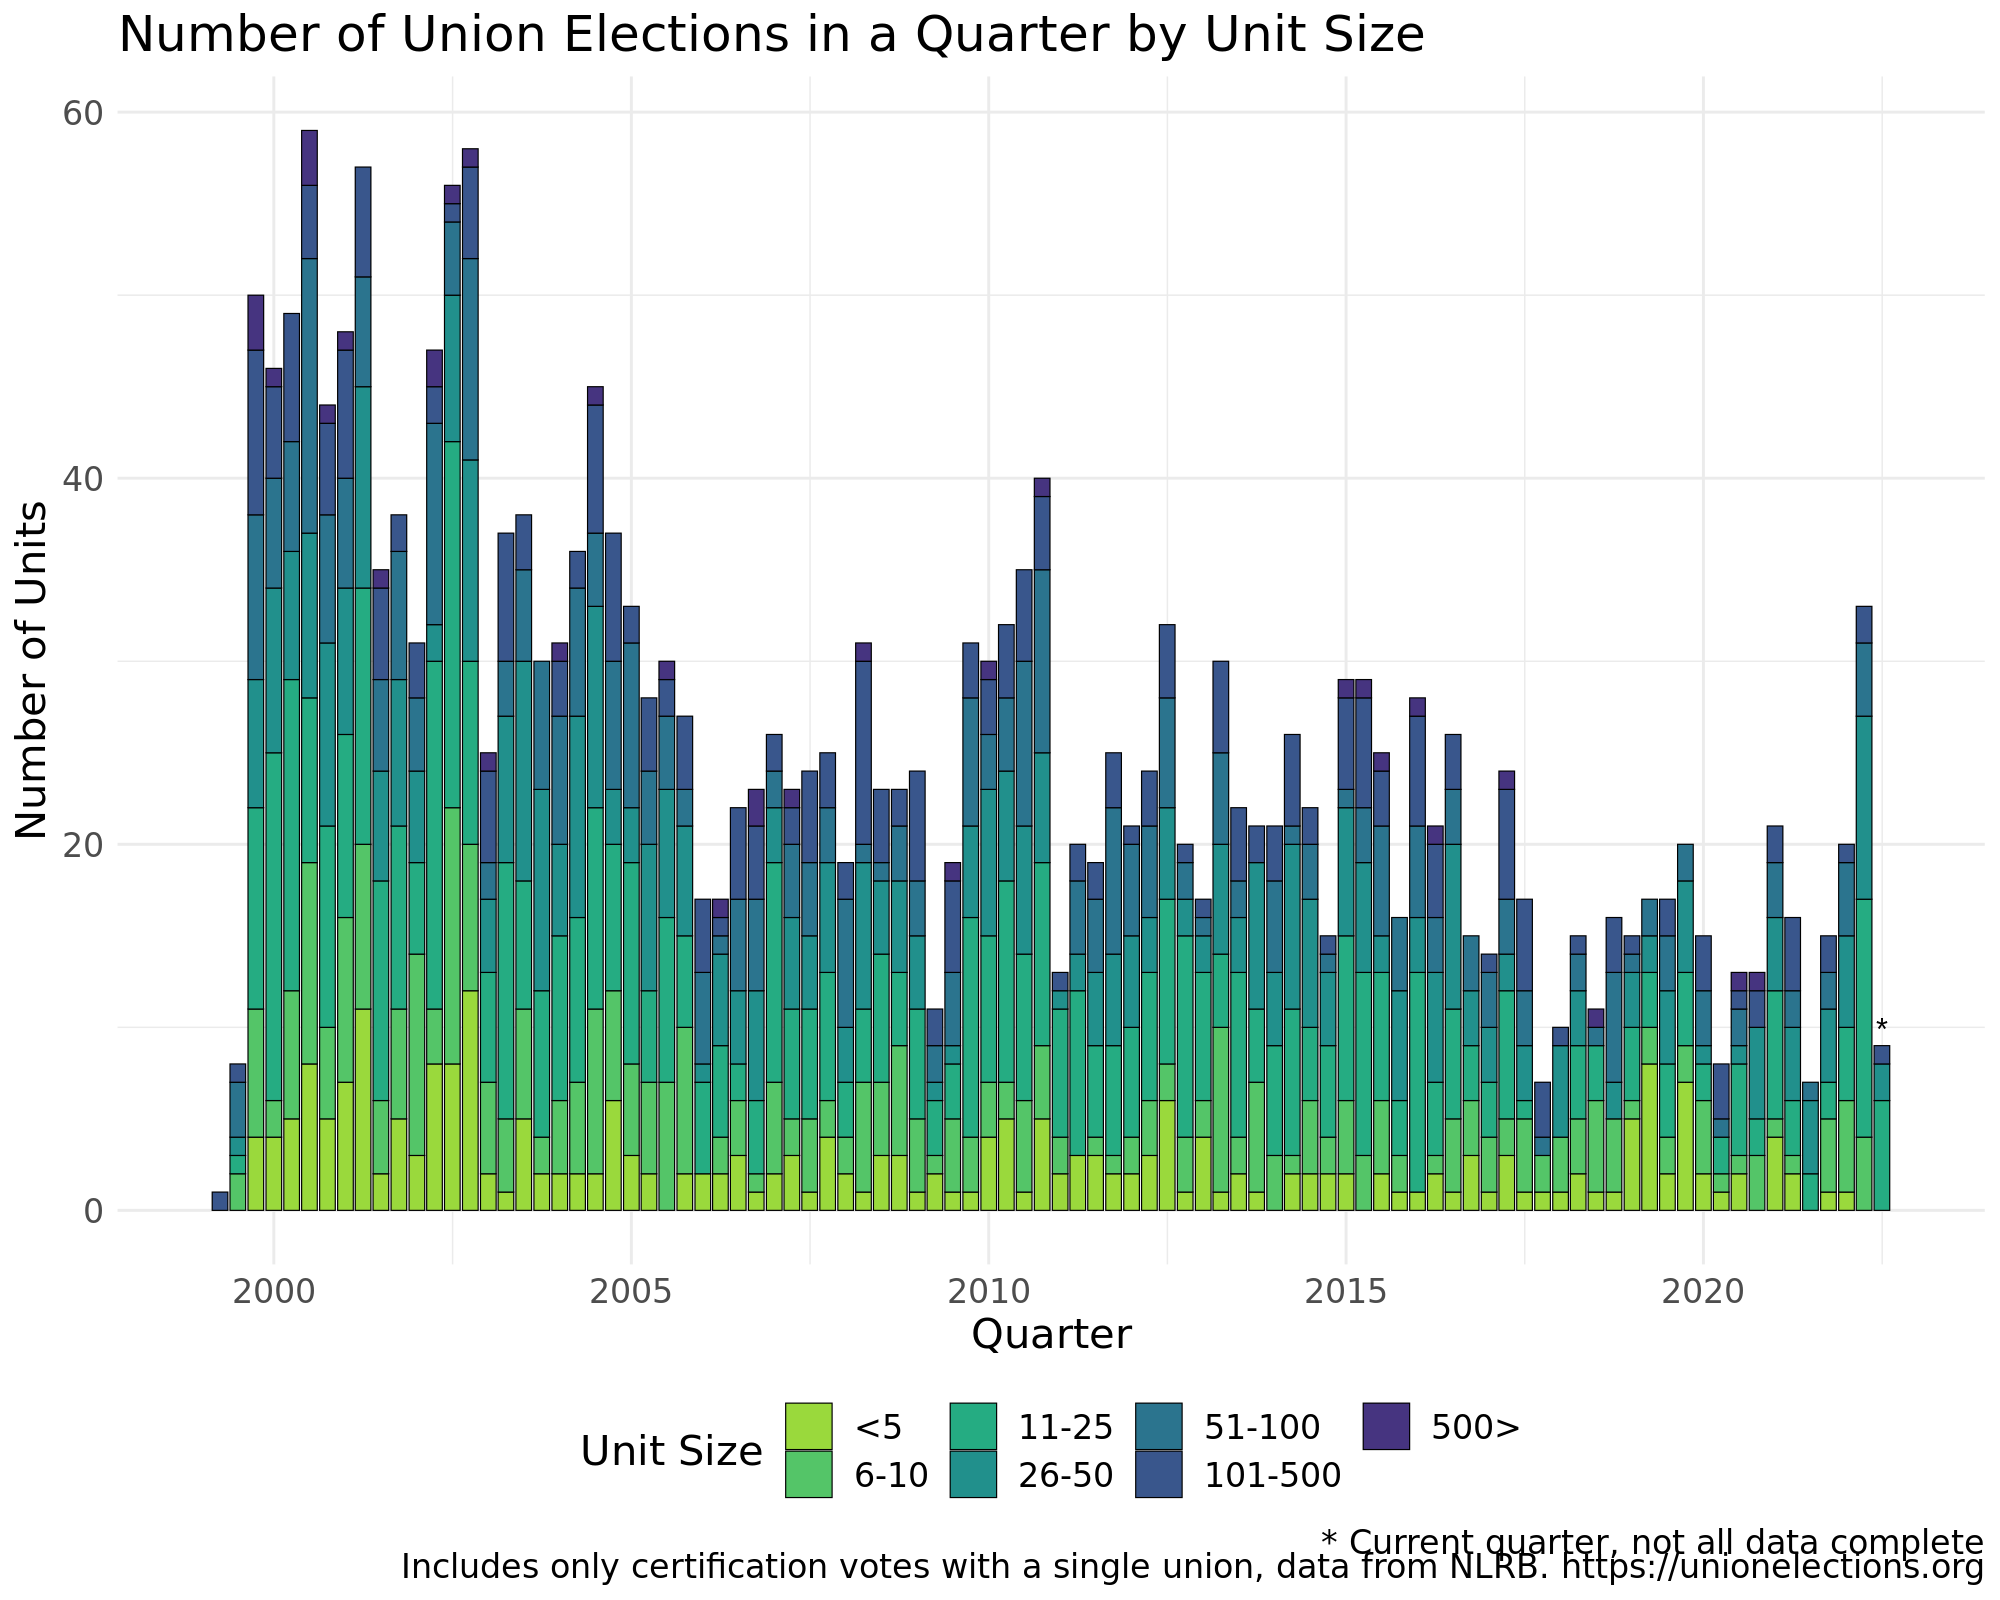 Number of Union Elections in a Quarter by Unit Size
Number of Units
60
40
20
0
*
2000 2005 2010 2015 2020
Quarter
Unit Size
<5 11-25 51-100 500>
6-10 26-50 101-500
* Current quarter, not all data complete
Includes only certification votes with a single union, data from NLRB. https://unionelections.org